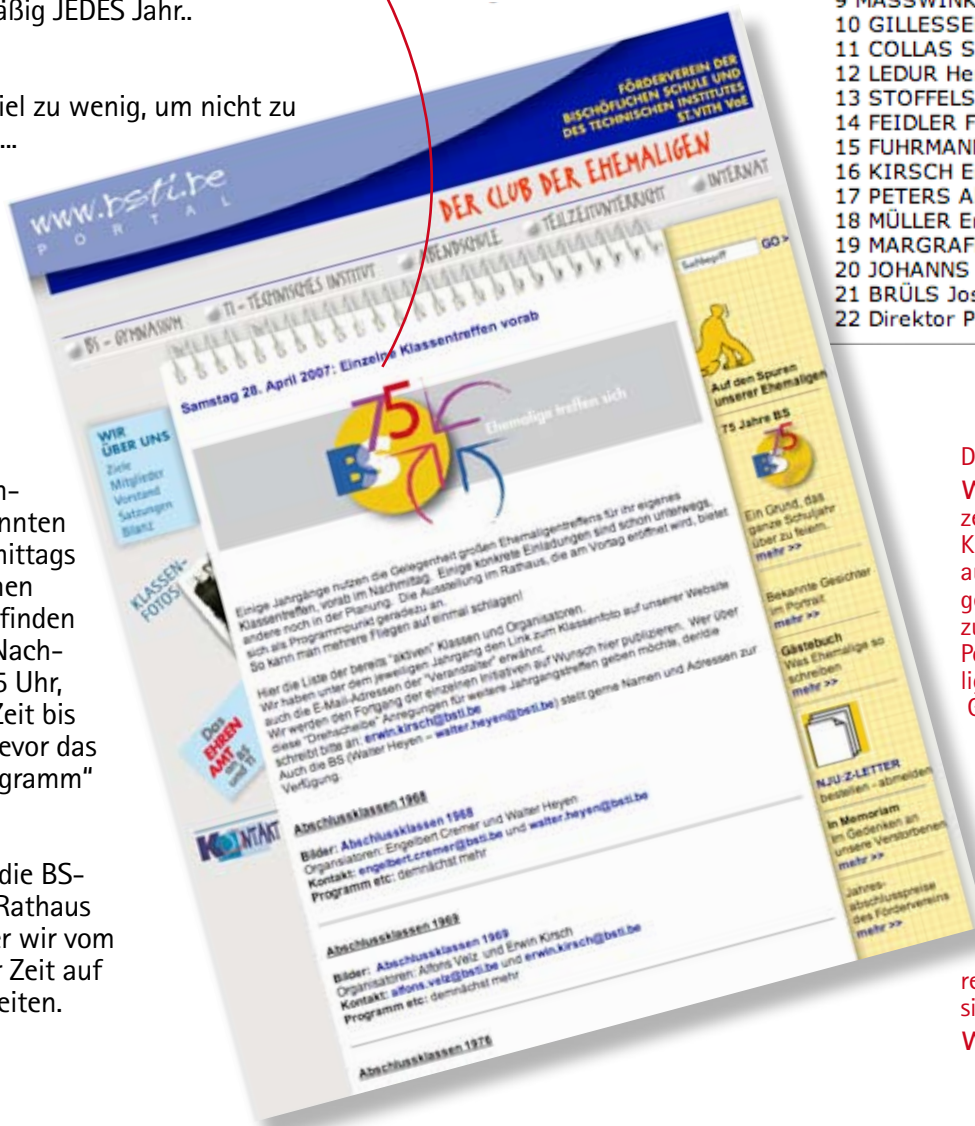 äßig JEDES Jahr..
iel zu wenig, um nicht zu
...
n-
nnten
nittags
nen
finden
Nach-
5 Uhr,
Zeit bis
evor das
gramm“
die BS-
Rathaus
er wir vom
r Zeit auf
eiten.
www.bsti.be
PORTAL
FÖRDERVEREIN DER
BISCHÖFLICHEN SCHULE UND
DES TECHNISCHEN INSTITUTES
ST.VITH VoE
DER CLUB DER EHEMALIGEN
BS - GYMNASIUM
TI - TECHNISCHES INSTITUT
ABENDSCHULE
TEILZEITUNTERRICHT
INTERNAT
WIR
ÜBER UNS
Ziele
Mitglieder
Vorstand
Satzungen
Bilanz
KLASSEN-
FOTOS
Das
EHREN
AMT
an BS
und TI
KONTAKT
Samstag 28. April 2007: Einzelne Klassentreffen vorab
75
BS
Ehemalige treffen sich
Einige Jahrgänge nutzen die Gelegenheit großen Ehemaligentreffens für ihr eigenes
Klassentreffen, vorab im Nachmittag. Einige konkrete Einladungen sind schon unterwegs,
andere noch in der Planung. Die Ausstellung im Rathaus, die am Vortag eröffnet wird, bietet
sich als Programmpunkt geradezu an.
So kann man mehrere Fliegen auf einmal schlagen!
Hier die Liste der bereits "aktiven" Klassen und Organisatoren.
Wir haben unter dem jeweiligen Jahrgang den Link zum Klassenfoto auf unserer Website
auch die E-Mail-Adressen der "Veranstalter" erwähnt.
Wir werden den Fortgang der einzelnen Initiativen auf Wunsch hier publizieren. Wer über
diese "Drehscheibe" Anregungen für weitere Jahrgangstreffen geben möchte, der/die
schreibt bitte an: erwin.kirsch@bsti.be
Auch die BS (Walter Heyen – walter.heyen@bsti.be) stellt gerne Namen und Adressen zur
Verfügung.
Abschlussklassen 1968
Bilder: Abschlussklassen 1968
Organsiatoren: Engelbert Cremer und Walter Heyen
Kontakt: engelbert.cremer@bsti.be und walter.heyen@bsti.be
Programm etc: demnächst mehr
Abschlussklassen 1969
Bilder: Abschlussklassen 1969
Organisatoren: Alfons Velz und Erwin Kirsch
Kontakt: alfons.velz@bsti.be und erwin.kirsch@bsti.be
Programm etc: demnächst mehr
Abschlussklassen 1976
Suchbegriff
GO >
Auf den Spuren
unserer Ehemaligen
75 Jahre BS
75
BS
Ein Grund, das
ganze Schuljahr
über zu feiern.
mehr >>
Bekannte Gesichter
im Portrait
mehr >>
Gästebuch
Was Ehemalige so
schreiben
mehr >>
NJU:Z-LETTER
bestellen - abmelden
In Memoriam
Im Gedenken an
unsere Verstorbenen
mehr >>
Jahres-
abschlusspreise
des Fördervereins
mehr >>
9 MASSWINK
10 GILLESSE
11 COLLAS S
12 LEDUR He
13 STOFFELS
14 FEIDLER F
15 FUHRMAN
16 KIRSCH E
17 PETERS A
18 MÜLLER E
19 MARGRAF
20 JOHANNS
21 BRÜLS Jos
22 Direktor P
D
W
ze
K
au
ge
zu
Po
lig
re
si
W